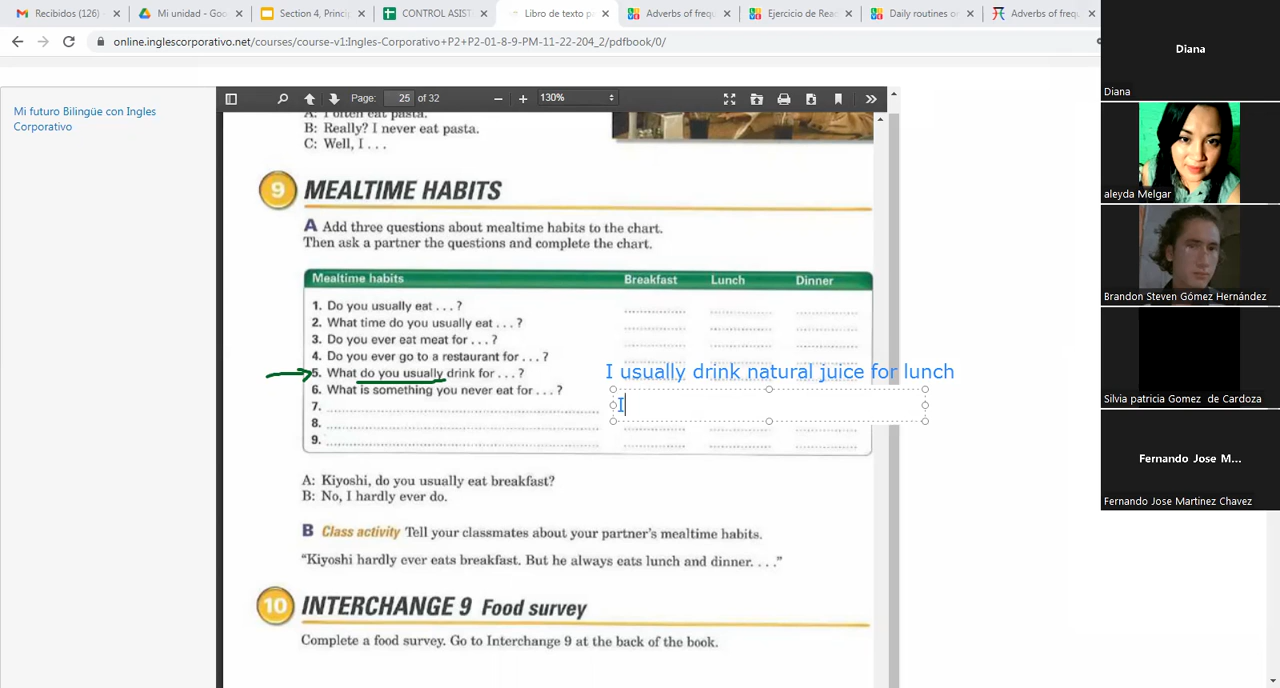 Recibidos (126)
Mi unidad - Goo
Section 4, Princi
CONTROL ASIST
Libro de texto pa
Adverbs of frequ
Ejercicio de Rea
Daily routines or
Adverbs of frequ
online.inglescorporativo.net/courses/course-v1:Ingles-Corporativo+P2+P2-01-8-9-PM-11-22-204_2/pdfbook/0/
Mi futuro Bilingüe con Ingles
Corporativo
Page: 25 of 32
130%
A: I often eat pasta.
B: Really? I never eat pasta.
C: Well, I . . .
9 MEALTIME HABITS
A Add three questions about mealtime habits to the chart.
Then ask a partner the questions and complete the chart.
Mealtime habits Breakfast Lunch Dinner
1. Do you usually eat . . . ?
2. What time do you usually eat . . . ?
3. Do you ever eat meat for . . . ?
4. Do you ever go to a restaurant for . . . ?
5. What do you usually drink for . . . ?
I usually drink natural juice for lunch
6. What is something you never eat for . . . ?
I
7.
8.
9.
A: Kiyoshi, do you usually eat breakfast?
B: No, I hardly ever do.
B Class activity Tell your classmates about your partner's mealtime habits.
"Kiyoshi hardly ever eats breakfast. But he always eats lunch and dinner. . . ."
10 INTERCHANGE 9 Food survey
Complete a food survey. Go to Interchange 9 at the back of the book.
Diana
Diana
aleyda Melgar
Brandon Steven Gómez Hernández
Silvia patricia Gomez de Cardoza
Fernando Jose M...
Fernando Jose Martinez Chavez